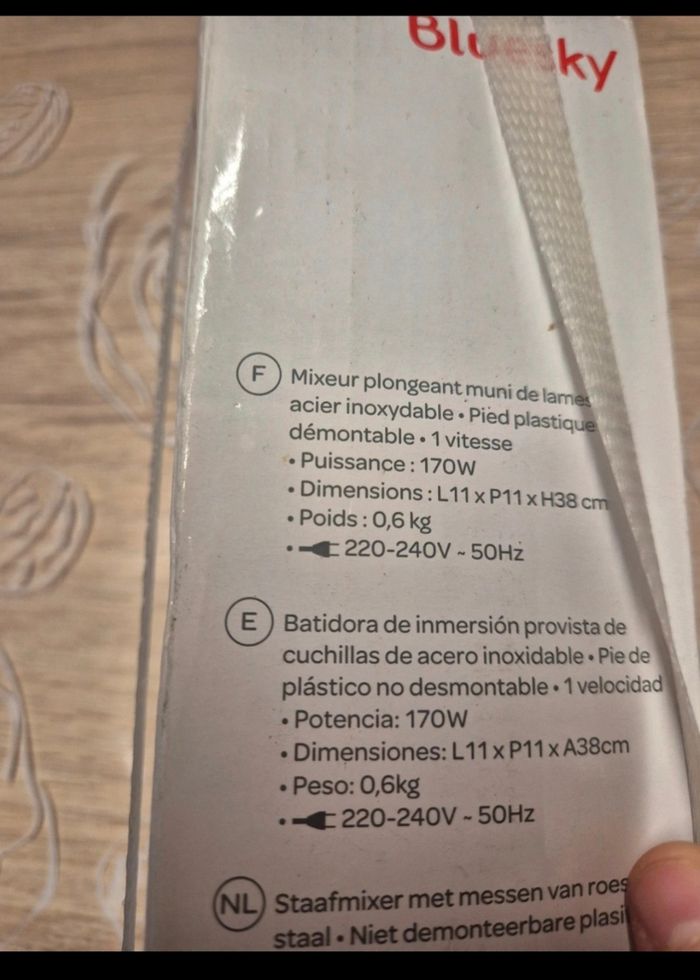 Bluesky
F Mixeur plongeant muni de lames
acier inoxydable • Pied plastique
démontable • 1 vitesse
• Puissance : 170W
• Dimensions : L11 x P11 x H38 cm
• Poids : 0,6 kg
• 220-240V ~ 50Hz
E Batidora de inmersión provista de
cuchillas de acero inoxidable • Pie de
plástico no desmontable • 1 velocidad
• Potencia: 170W
• Dimensiones: L11 x P11 x A38cm
• Peso: 0,6kg
• 220-240V ~ 50Hz
NL Staafmixer met messen van
staal • Niet demonteerbare